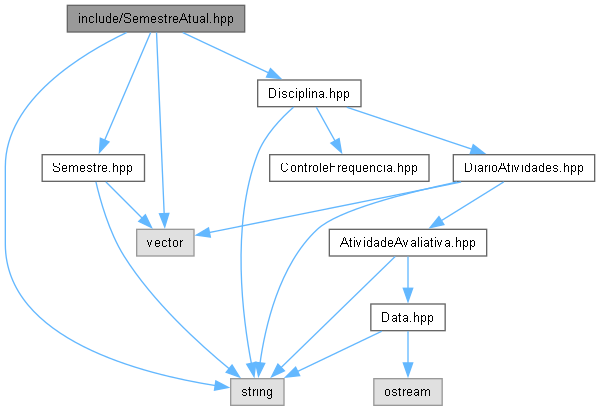 include/SemestreAtual.hpp
Disciplina.hpp
Semestre.hpp
ControleFrequencia.hpp
DiarioAtividades.hpp
vector
AtividadeAvaliativa.hpp
Data.hpp
string
ostream